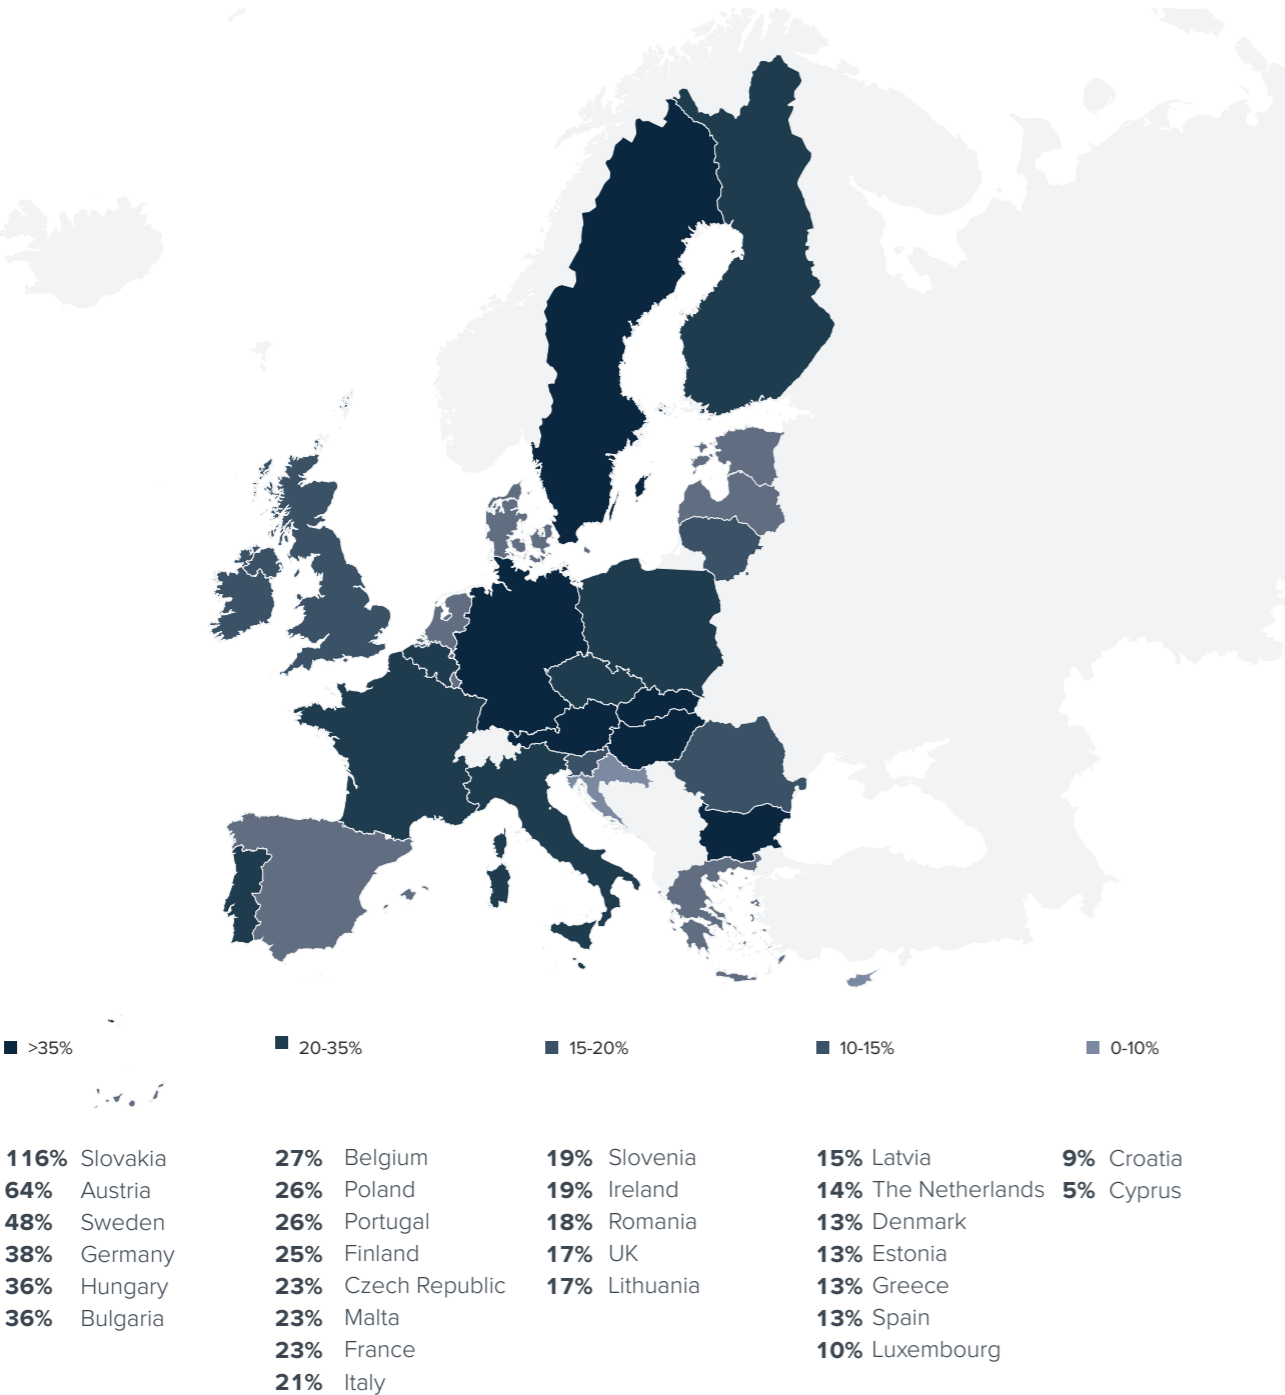 >35%
20-35%
15-20%
10-15%
0-10%
116% Slovakia
64% Austria
48% Sweden
38% Germany
36% Hungary
36% Bulgaria
27% Belgium
26% Poland
26% Portugal
25% Finland
23% Czech Republic
23% Malta
23% France
21% Italy
19% Slovenia
19% Ireland
18% Romania
17% UK
17% Lithuania
15% Latvia
14% The Netherlands
13% Denmark
13% Estonia
13% Greece
13% Spain
10% Luxembourg
9% Croatia
5% Cyprus